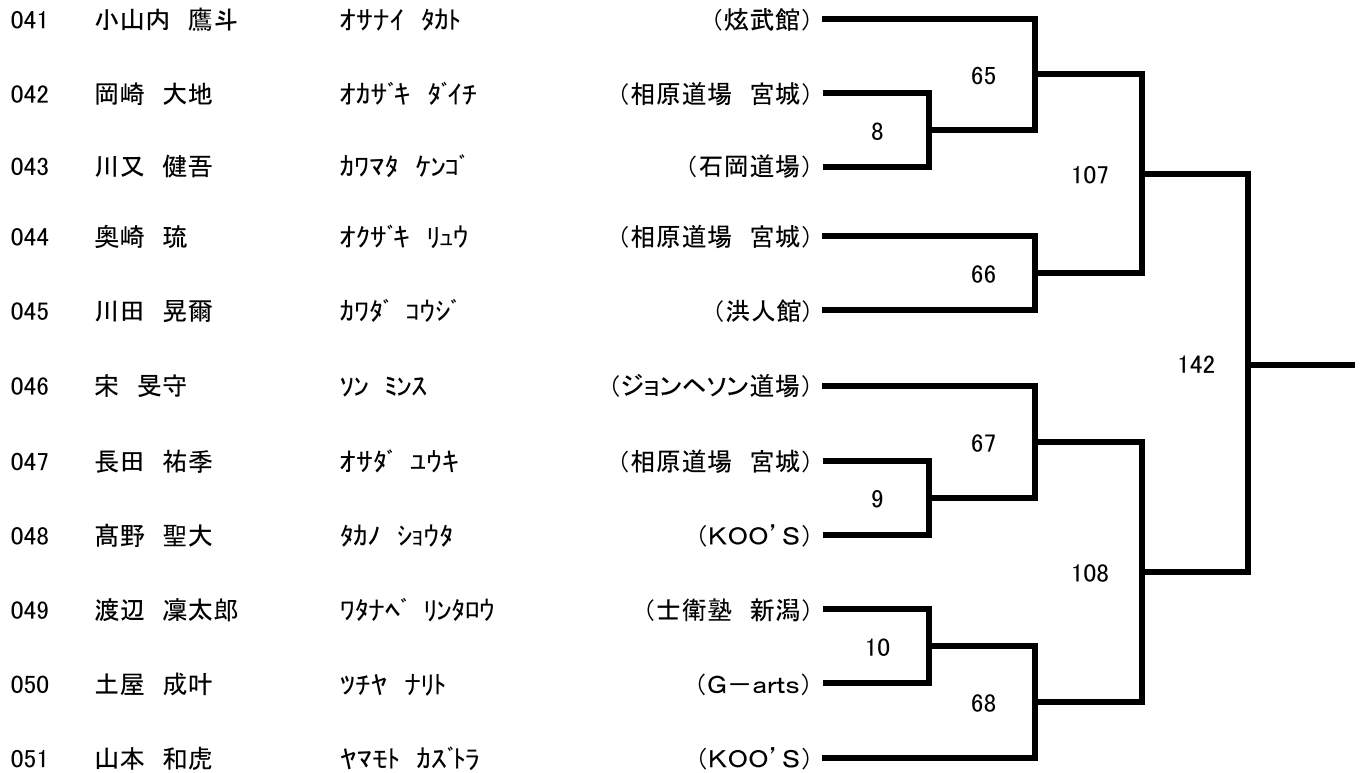 041 小山内 鷹斗 ｵｻﾅｲ ﾀｶﾄ (炫武館)
65
042 岡崎 大地 ｵｶｻﾞｷ ﾀﾞｲﾁ (相原道場 宮城)
8
043 川又 健吾 ｶﾜﾏﾀ ｹﾝｺﾞ (石岡道場)
107
044 奥崎 琉 ｵｸｻﾞｷ ﾘｭｳ (相原道場 宮城)
66
045 川田 晃爾 ｶﾜﾀﾞ ｺｳｼﾞ (洪人館)
142
046 宋 旻守 ｿﾝ ﾐﾝｽ (ジョンヘソン道場)
67
047 長田 祐季 ｵｻﾀﾞ ﾕｳｷ (相原道場 宮城)
9
048 髙野 聖大 ﾀｶﾉ ｼｮｳﾀ (ＫＯＯ’Ｓ)
108
049 渡辺 凜太郎 ﾜﾀﾅﾍﾞ ﾘﾝﾀﾛｳ (士衛塾 新潟)
10
050 土屋 成叶 ﾂﾁﾔ ﾅﾘﾄ (Ｇ－arts)
68
051 山本 和虎 ﾔﾏﾓﾄ ｶｽﾞﾄﾗ (ＫＯＯ’Ｓ)